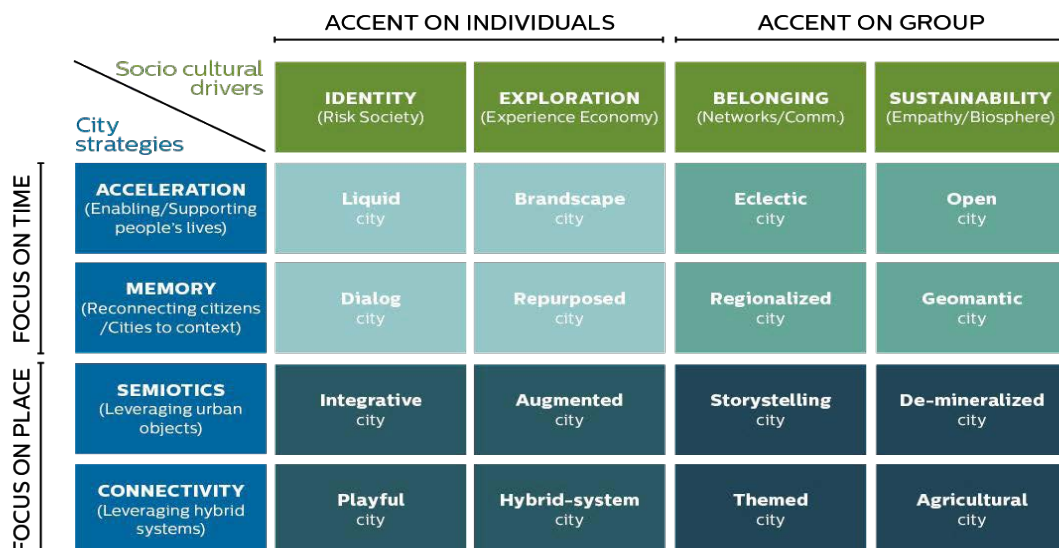 ACCENT ON INDIVIDUALS
ACCENT ON GROUP
Socio cultural
drivers
City
strategies
IDENTITY
(Risk Society)
EXPLORATION
(Experience Economy)
BELONGING
(Networks/Comm.)
SUSTAINABILITY
(Empathy/Biosphere)
FOCUS ON TIME
ACCELERATION
(Enabling/Supporting
people's lives)
Liquid
city
Brandscape
city
Eclectic
city
Open
city
MEMORY
(Reconnecting citizens
/Cities to context)
Dialog
city
Repurposed
city
Regionalized
city
Geomantic
city
FOCUS ON PLACE
SEMIOTICS
(Leveraging urban
objects)
Integrative
city
Augmented
city
Storystelling
city
De-mineralized
city
CONNECTIVITY
(Leveraging hybrid
systems)
Playful
city
Hybrid-system
city
Themed
city
Agricultural
city